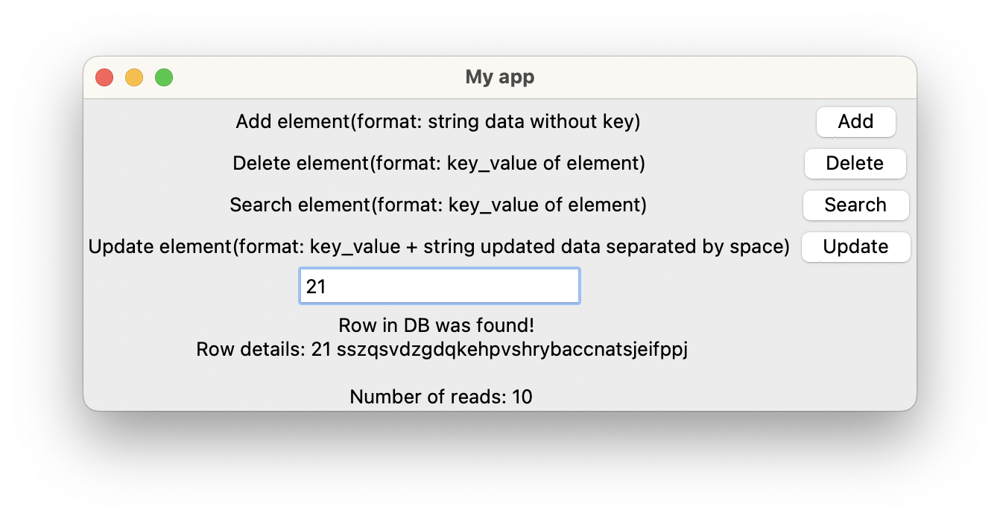 My app
Add element(format: string data without key) Add
Delete element(format: key_value of element) Delete
Search element(format: key_value of element) Search
Update element(format: key_value + string updated data separated by space) Update
21
Row in DB was found!
Row details: 21 sszqsvdzgdqkehpvshrybaccnatsjeifppj
Number of reads: 10